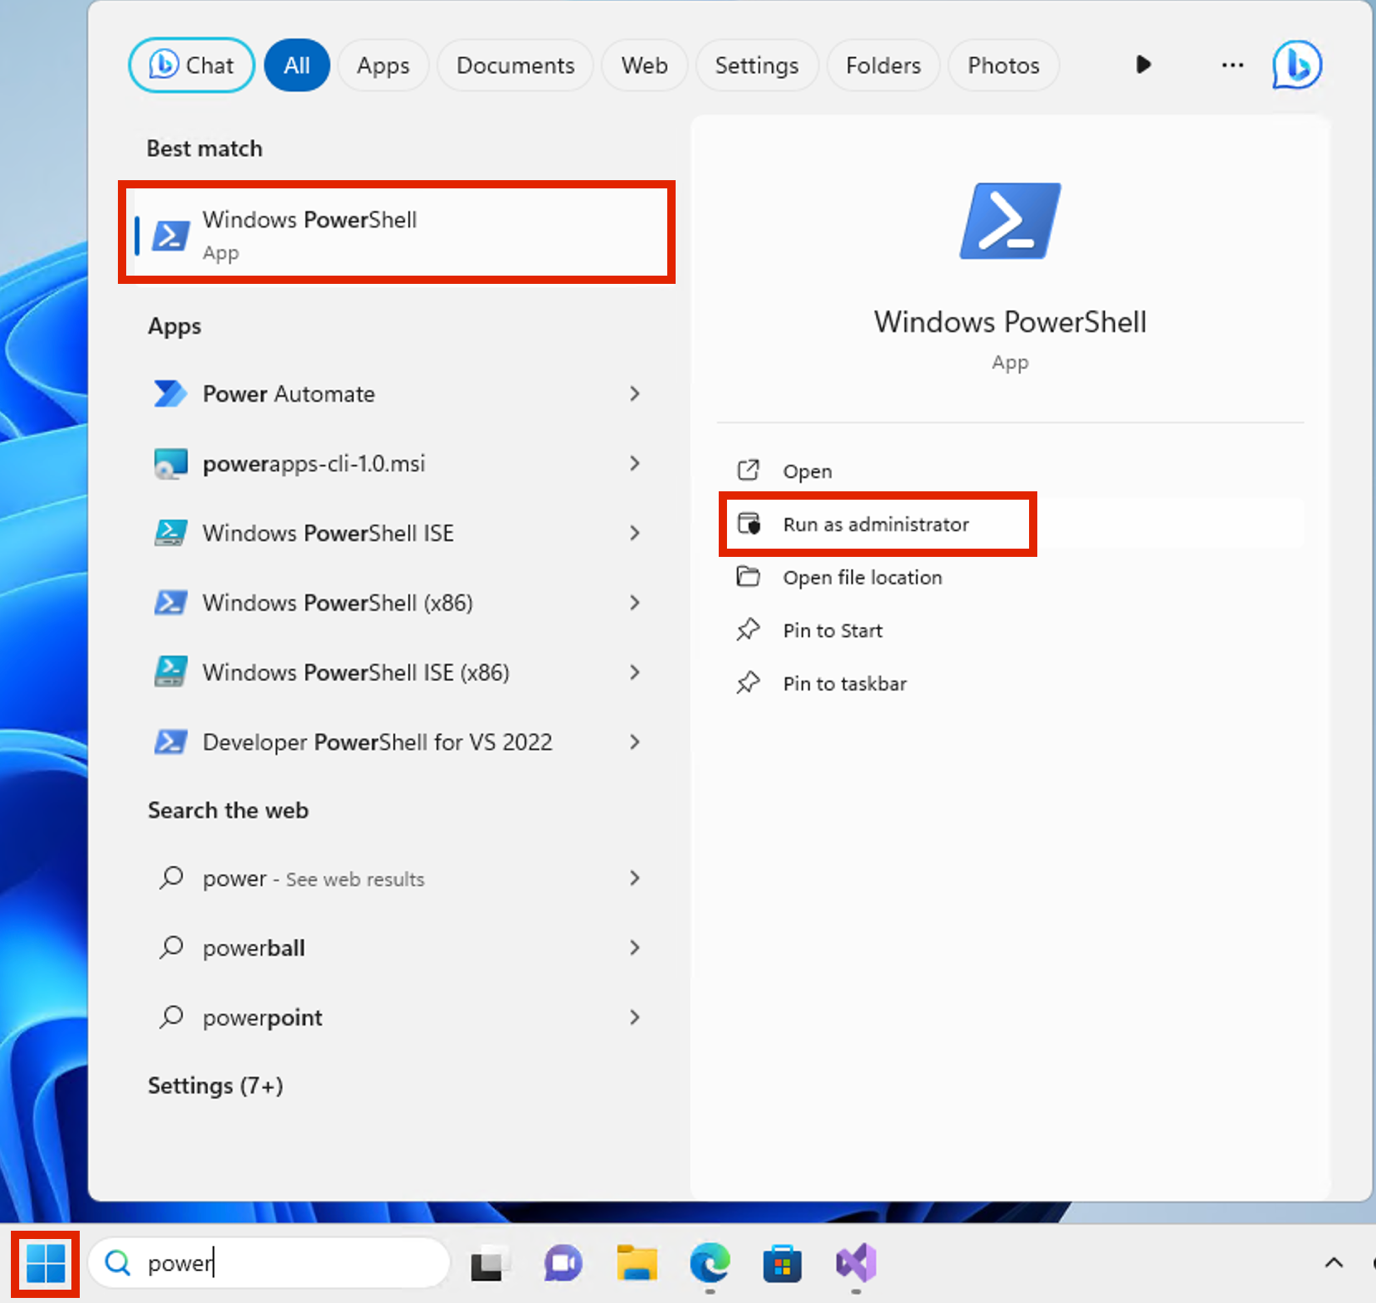 Chat All Apps Documents Web Settings Folders Photos
Best match
Windows PowerShell
App
Apps
Power Automate
powerapps-cli-1.0.msi
Windows PowerShell ISE
Windows PowerShell (x86)
Windows PowerShell ISE (x86)
Developer PowerShell for VS 2022
Search the web
power - See web results
powerball
powerpoint
Settings (7+)
Windows PowerShell
App
Open
Run as administrator
Open file location
Pin to Start
Pin to taskbar
power